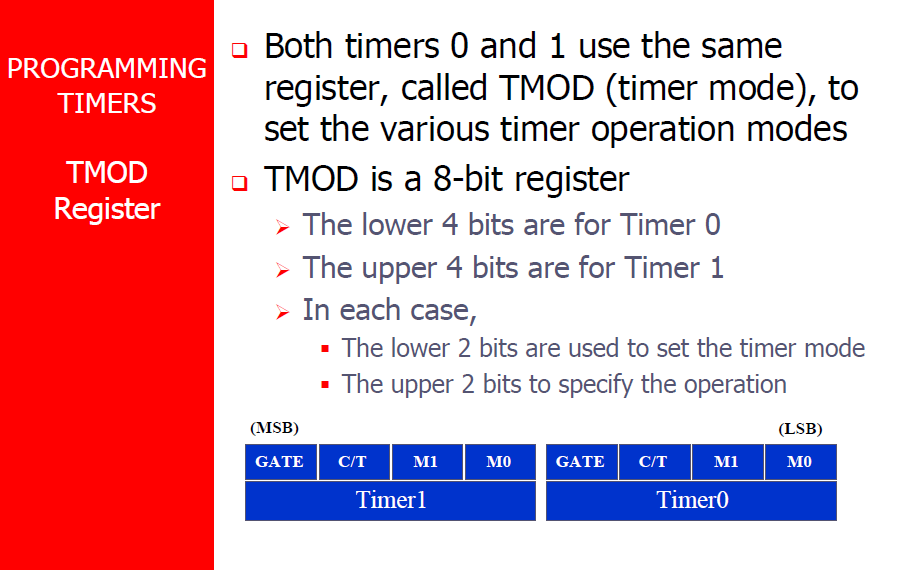 PROGRAMMING
TIMERS
TMOD
Register
Both timers 0 and 1 use the same
register, called TMOD (timer mode), to
set the various timer operation modes
TMOD is a 8-bit register
The lower 4 bits are for Timer 0
The upper 4 bits are for Timer 1
In each case,
The lower 2 bits are used to set the timer mode
The upper 2 bits to specify the operation
(MSB) (LSB)
GATE C/T M1 M0 GATE C/T M1 M0
Timer1 Timer0